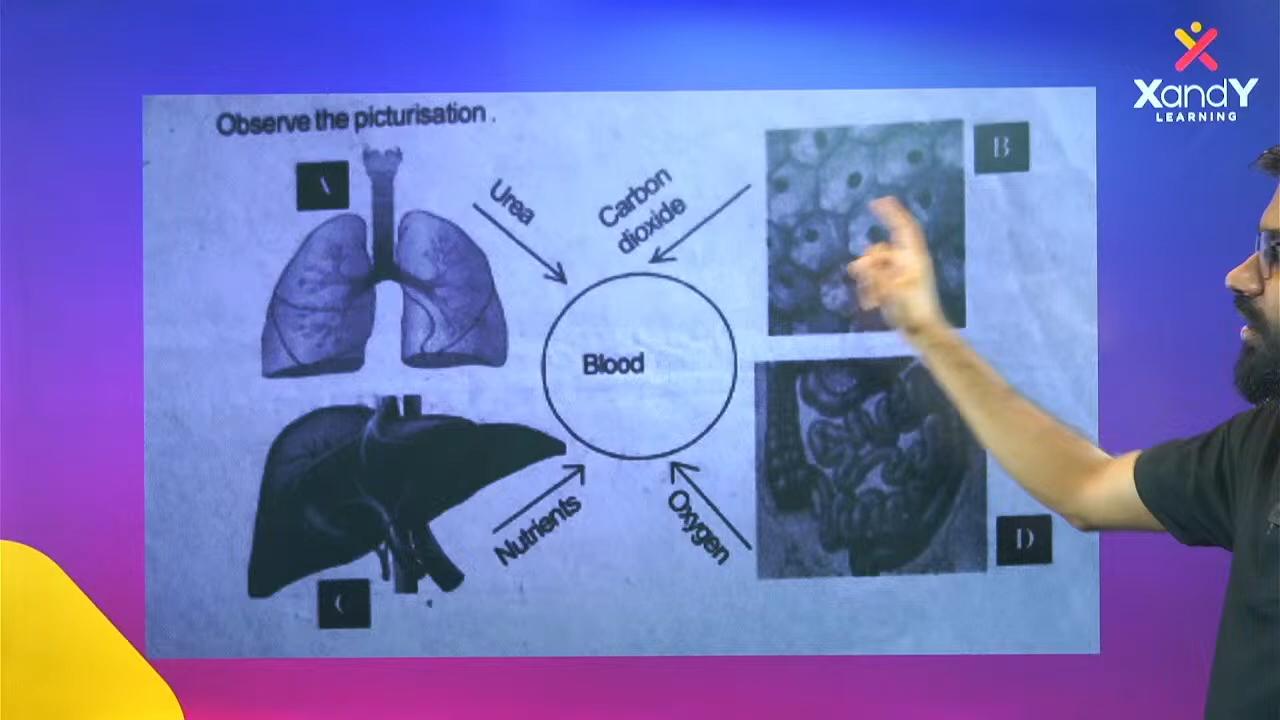 XandY
LEARNING
Observe the picturisation .
A
B
Urea
Carbon
dioxide
Blood
Nutrients
Oxygen
C
D